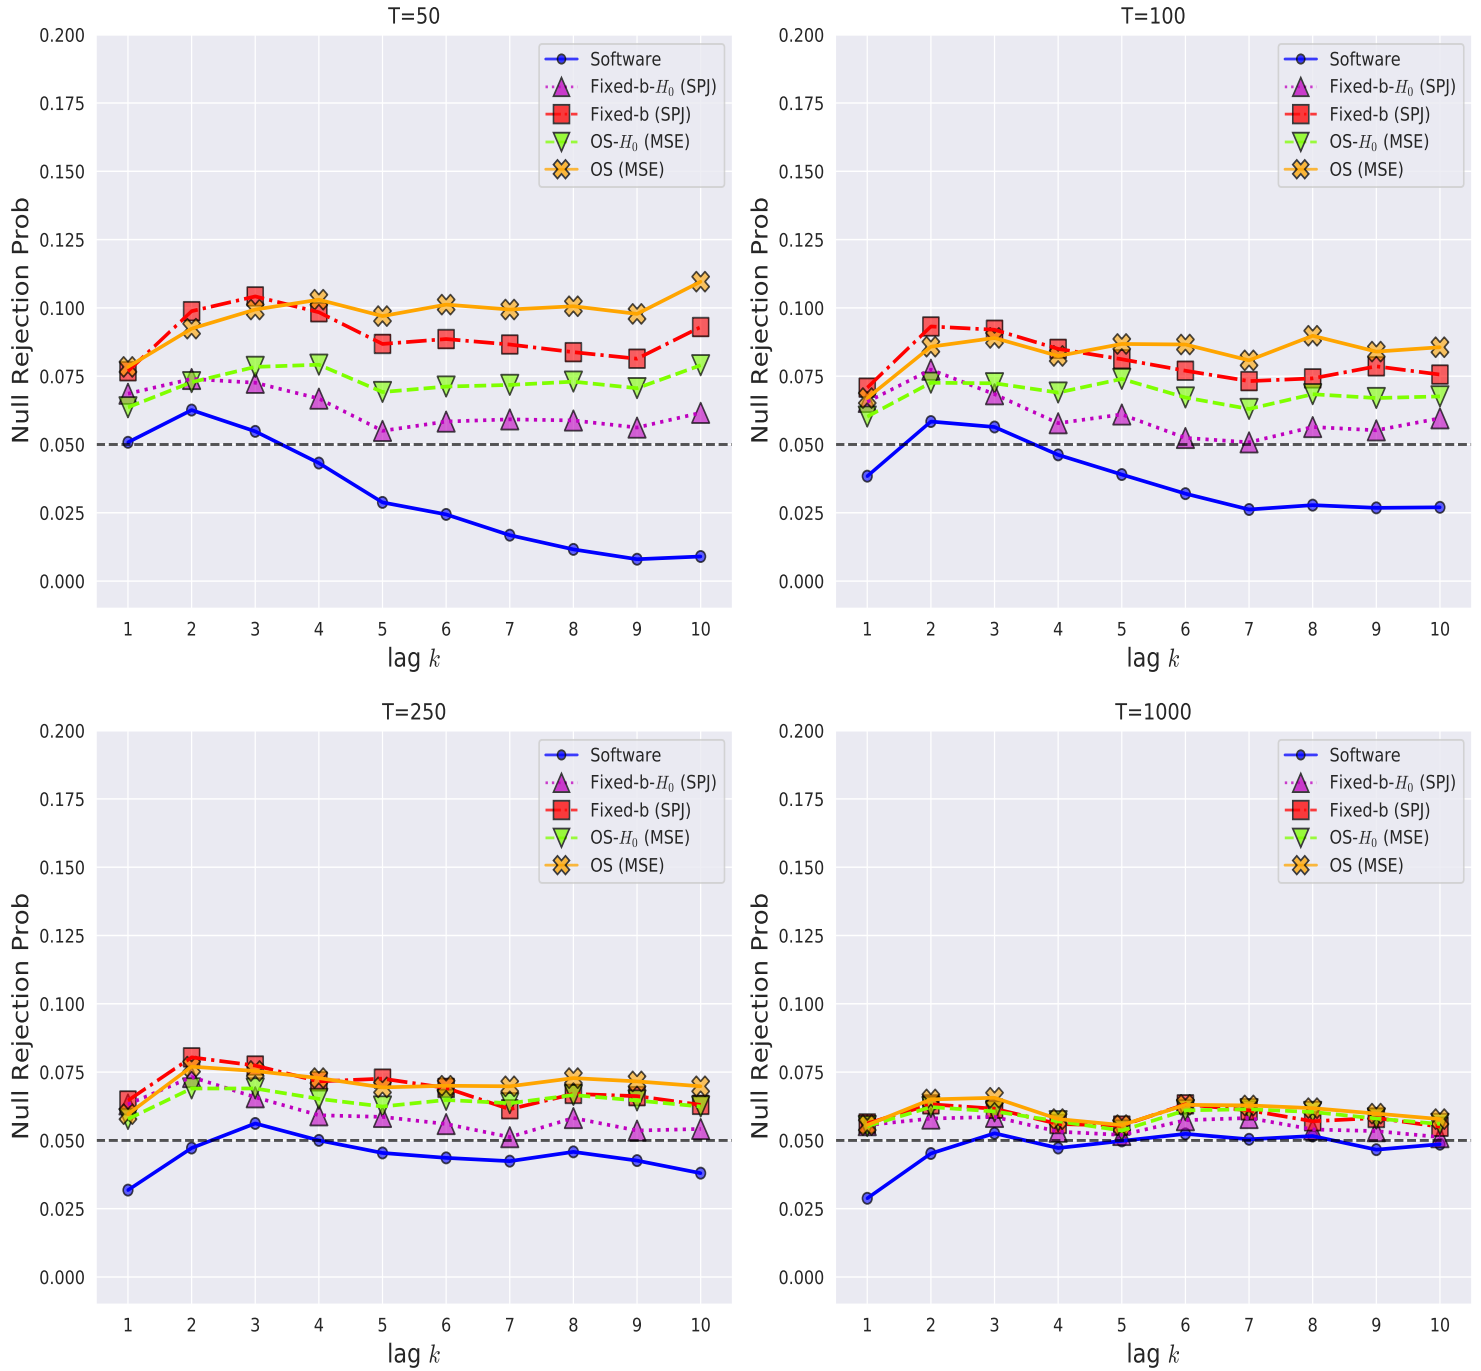 T=50
0.200
0.175
0.150
0.125
0.100
0.075
0.050
0.025
0.000
Null Rejection Prob
Software
Fixed-b-H₀ (SPJ)
Fixed-b (SPJ)
OS-H₀ (MSE)
OS (MSE)
1 2 3 4 5 6 7 8 9 10
lag k
T=100
0.200
0.175
0.150
0.125
0.100
0.075
0.050
0.025
0.000
Null Rejection Prob
Software
Fixed-b-H₀ (SPJ)
Fixed-b (SPJ)
OS-H₀ (MSE)
OS (MSE)
1 2 3 4 5 6 7 8 9 10
lag k
T=250
0.200
0.175
0.150
0.125
0.100
0.075
0.050
0.025
0.000
Null Rejection Prob
Software
Fixed-b-H₀ (SPJ)
Fixed-b (SPJ)
OS-H₀ (MSE)
OS (MSE)
1 2 3 4 5 6 7 8 9 10
lag k
T=1000
0.200
0.175
0.150
0.125
0.100
0.075
0.050
0.025
0.000
Null Rejection Prob
Software
Fixed-b-H₀ (SPJ)
Fixed-b (SPJ)
OS-H₀ (MSE)
OS (MSE)
1 2 3 4 5 6 7 8 9 10
lag k